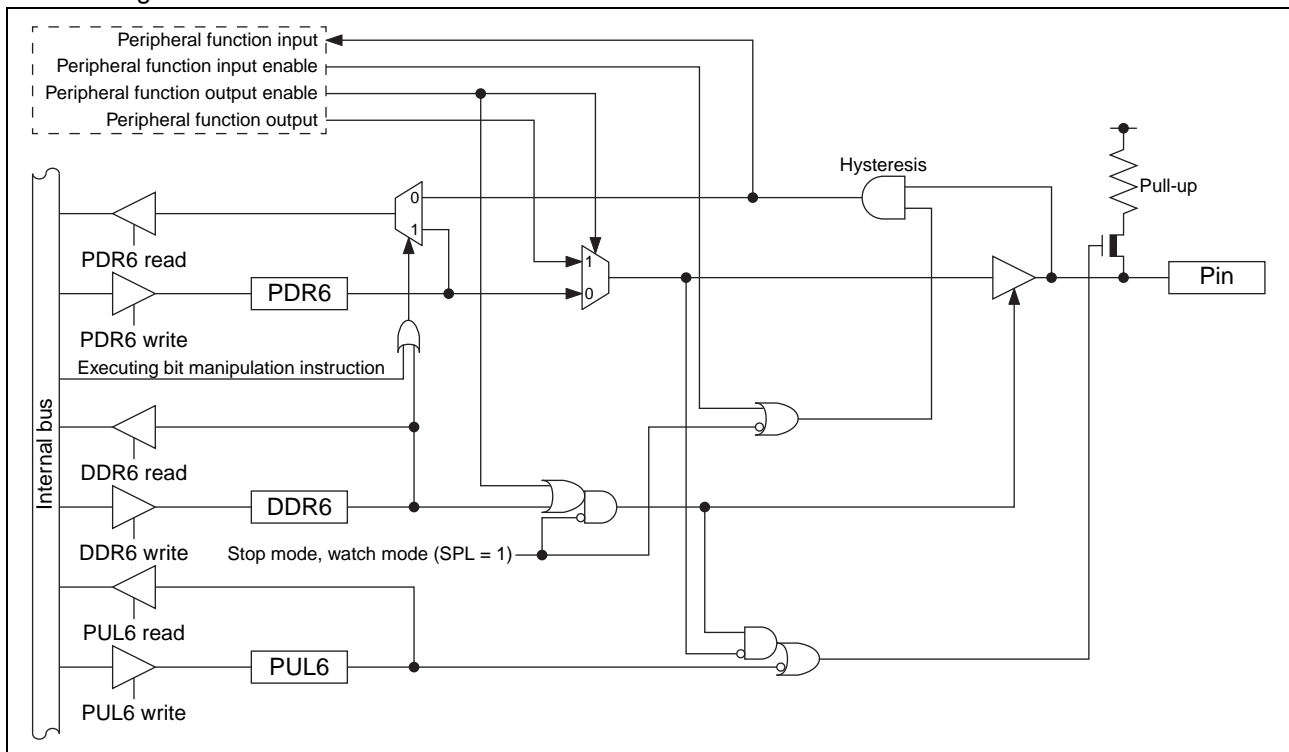 Peripheral function input
Peripheral function input enable
Peripheral function output enable
Peripheral function output
Hysteresis
Pull-up
0
1
PDR6 read
1
PDR6
0
Pin
PDR6 write
Executing bit manipulation instruction
Internal bus
DDR6 read
DDR6
DDR6 write
Stop mode, watch mode (SPL = 1)
PUL6 read
PUL6
PUL6 write